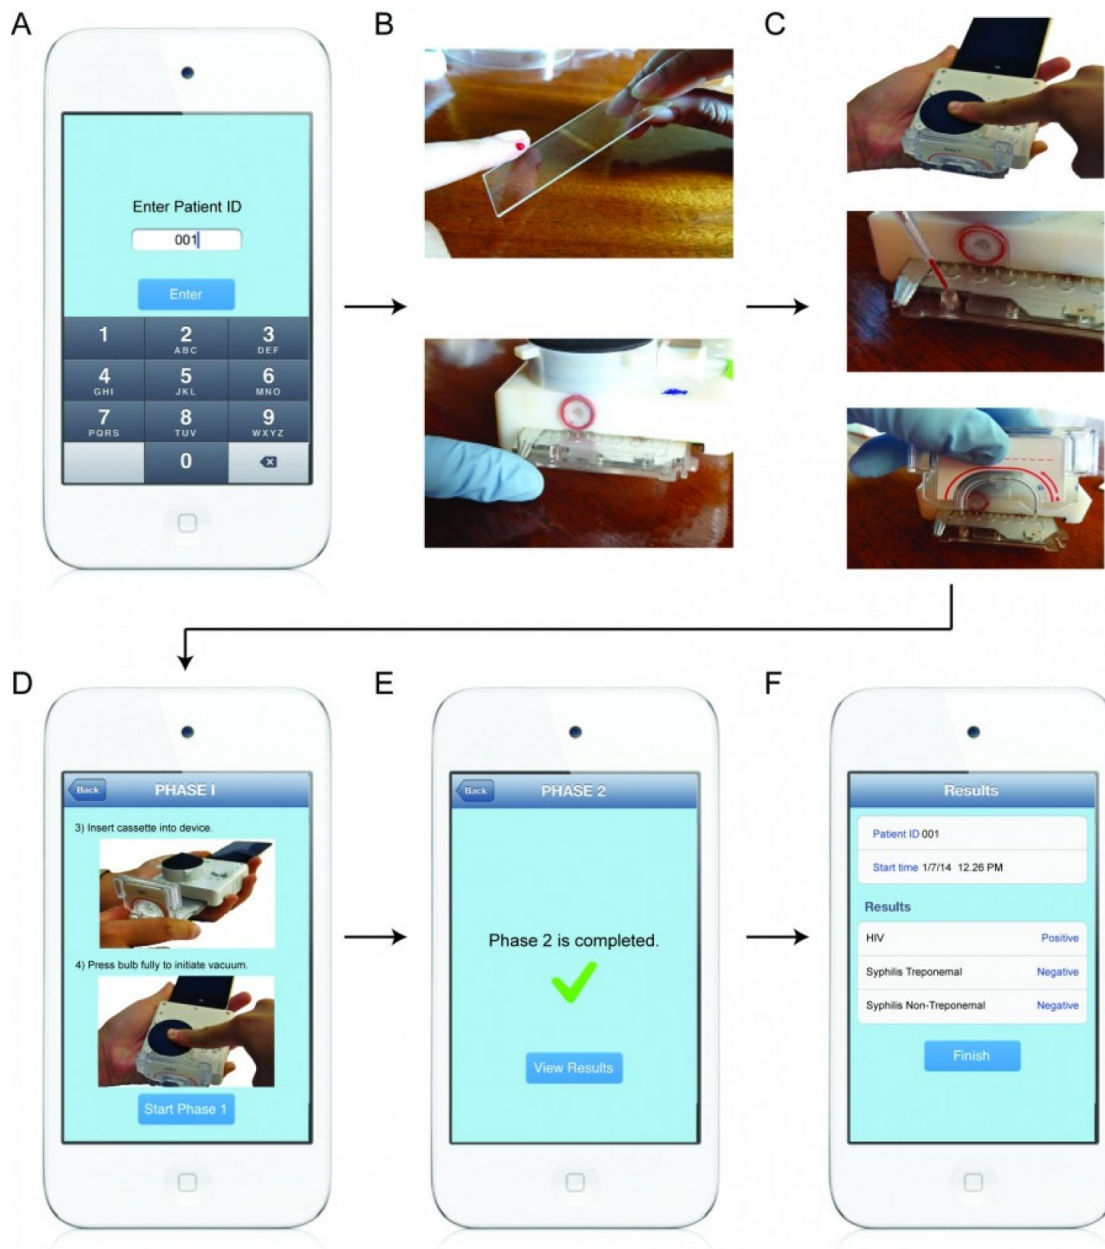 A
Enter Patient ID
001
Enter
1
2
ABC
3
DEF
4
GHI
5
JKL
6
MNO
7
PQRS
8
TUV
9
WXYZ
0
B
C
001
D
Back
PHASE I
3) Insert cassette into device.
4) Press bulb fully to initiate vacuum.
Start Phase 1
E
Back
PHASE 2
Phase 2 is completed.
View Results
F
Results
Patient ID 001
Start time 1/7/14 12.26 PM
Results
HIV Positive
Syphilis Treponemal Negative
Syphilis Non-Treponemal Negative
Finish